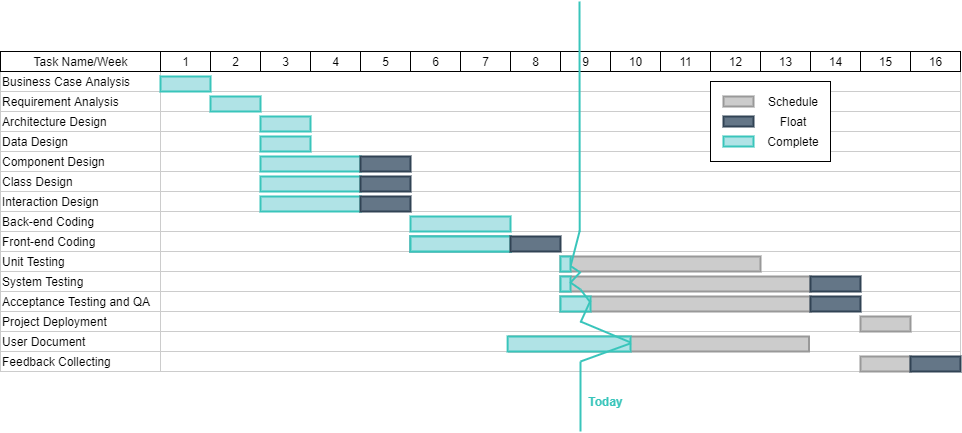 Task Name/Week 1 2 3 4 5 6 7 8 9 10 11 12 13 14 15 16
Business Case Analysis
Requirement Analysis
Schedule
Architecture Design
Float
Data Design
Complete
Component Design
Class Design
Interaction Design
Back-end Coding
Front-end Coding
Unit Testing
System Testing
Acceptance Testing and QA
Project Deployment
User Document
Feedback Collecting
Today